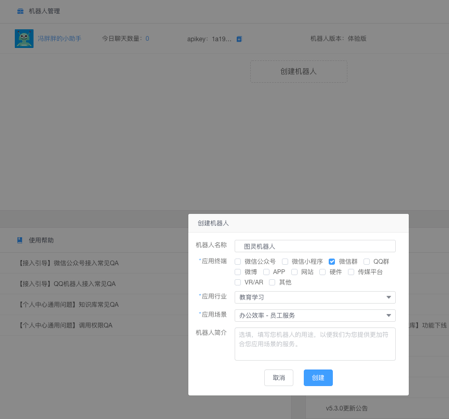 机器人管理
冯胖胖的小助手 今日聊天数量：0 apikey：1a19... 机器人版本：体验版
创建机器人
使用帮助
【接入引导】微信公众号接入常见QA
【接入引导】QQ机器人接入常见QA
【个人中心通用问题】知识库常见QA
【个人中心通用问题】调用权限QA
库】功能下线
v5.3.0更新公告
创建机器人
机器人名称 图灵机器人
*应用终端 微信公众号 微信小程序 微信群 QQ群
微博 APP 网站 硬件 传媒平台
VR/AR 其他
*应用行业 教育学习
*应用场景 办公效率 - 员工服务
机器人简介 选填，填写您机器人的用途，以便我们为您提供更加符
合您应用场景的服务。
取消 创建